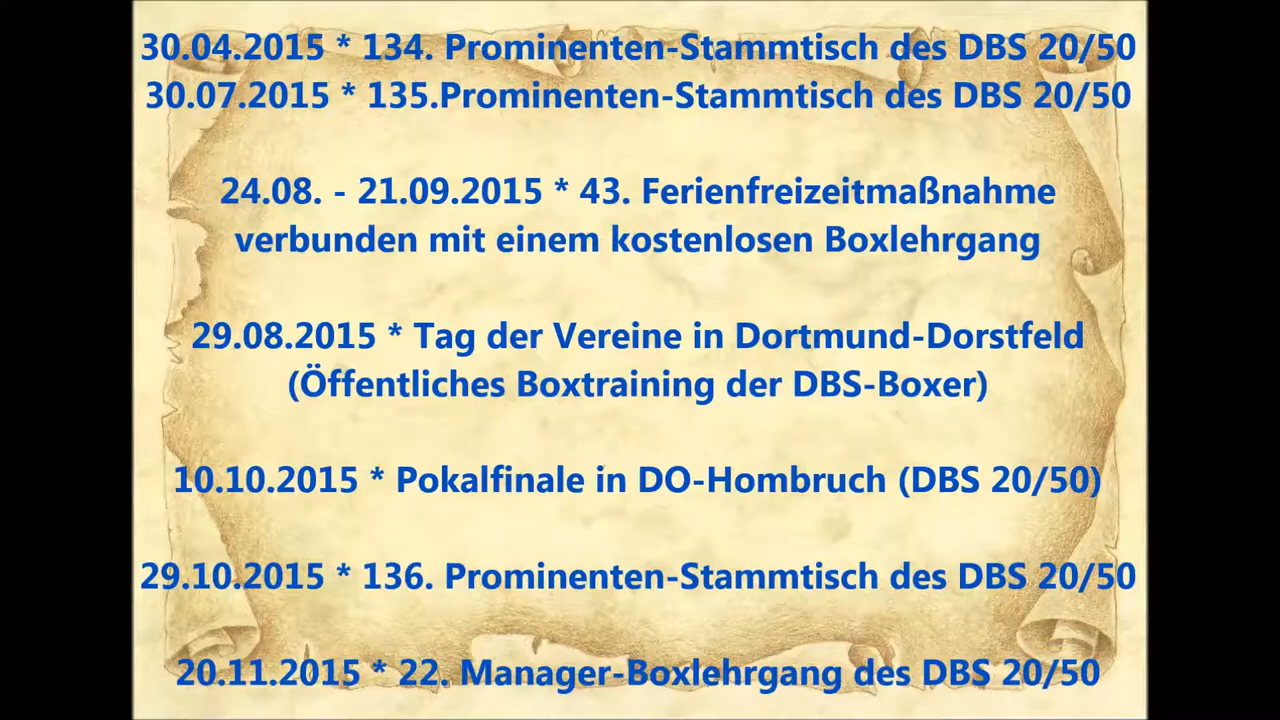 30.04.2015 * 134. Prominenten-Stammtisch des DBS 20/50
30.07.2015 * 135.Prominenten-Stammtisch des DBS 20/50
24.08. - 21.09.2015 * 43. Ferienfreizeitmaßnahme
verbunden mit einem kostenlosen Boxlehrgang
29.08.2015 * Tag der Vereine in Dortmund-Dorstfeld
(Öffentliches Boxtraining der DBS-Boxer)
10.10.2015 * Pokalfinale in DO-Hombruch (DBS 20/50)
29.10.2015 * 136. Prominenten-Stammtisch des DBS 20/50
20.11.2015 * 22. Manager-Boxlehrgang des DBS 20/50